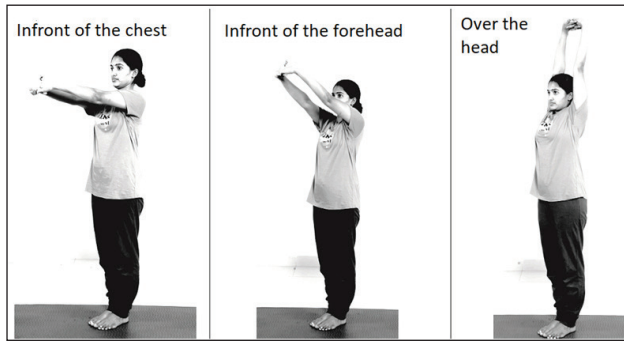 Infront of the chest
Infront of the forehead
Over the
head